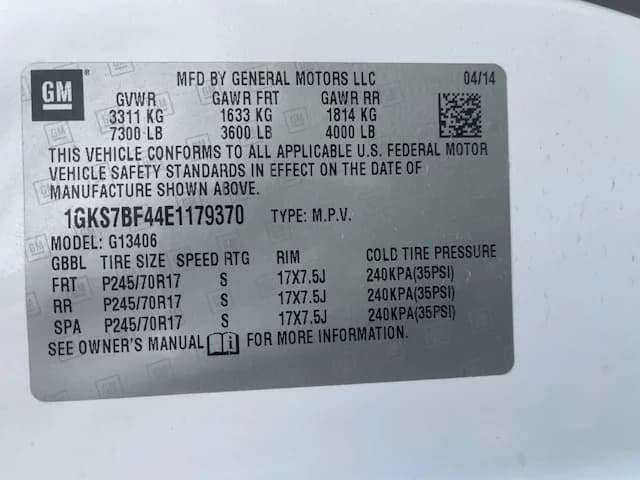 GM ® MFD BY GENERAL MOTORS LLC 04/14
GVWR GAWR FRT GAWR RR
3311 KG 1633 KG 1814 KG
7300 LB 3600 LB 4000 LB
THIS VEHICLE CONFORMS TO ALL APPLICABLE U.S. FEDERAL MOTOR
VEHICLE SAFETY STANDARDS IN EFFECT ON THE DATE OF
MANUFACTURE SHOWN ABOVE.
1GKS7BF44E1179370 TYPE: M.P.V.
MODEL: G13406
GBBL TIRE SIZE SPEED RTG RIM COLD TIRE PRESSURE
FRT P245/70R17 S 17X7.5J 240KPA(35PSI)
RR P245/70R17 S 17X7.5J 240KPA(35PSI)
SPA P245/70R17 S 17X7.5J 240KPA(35PSI)
SEE OWNER'S MANUAL FOR MORE INFORMATION.